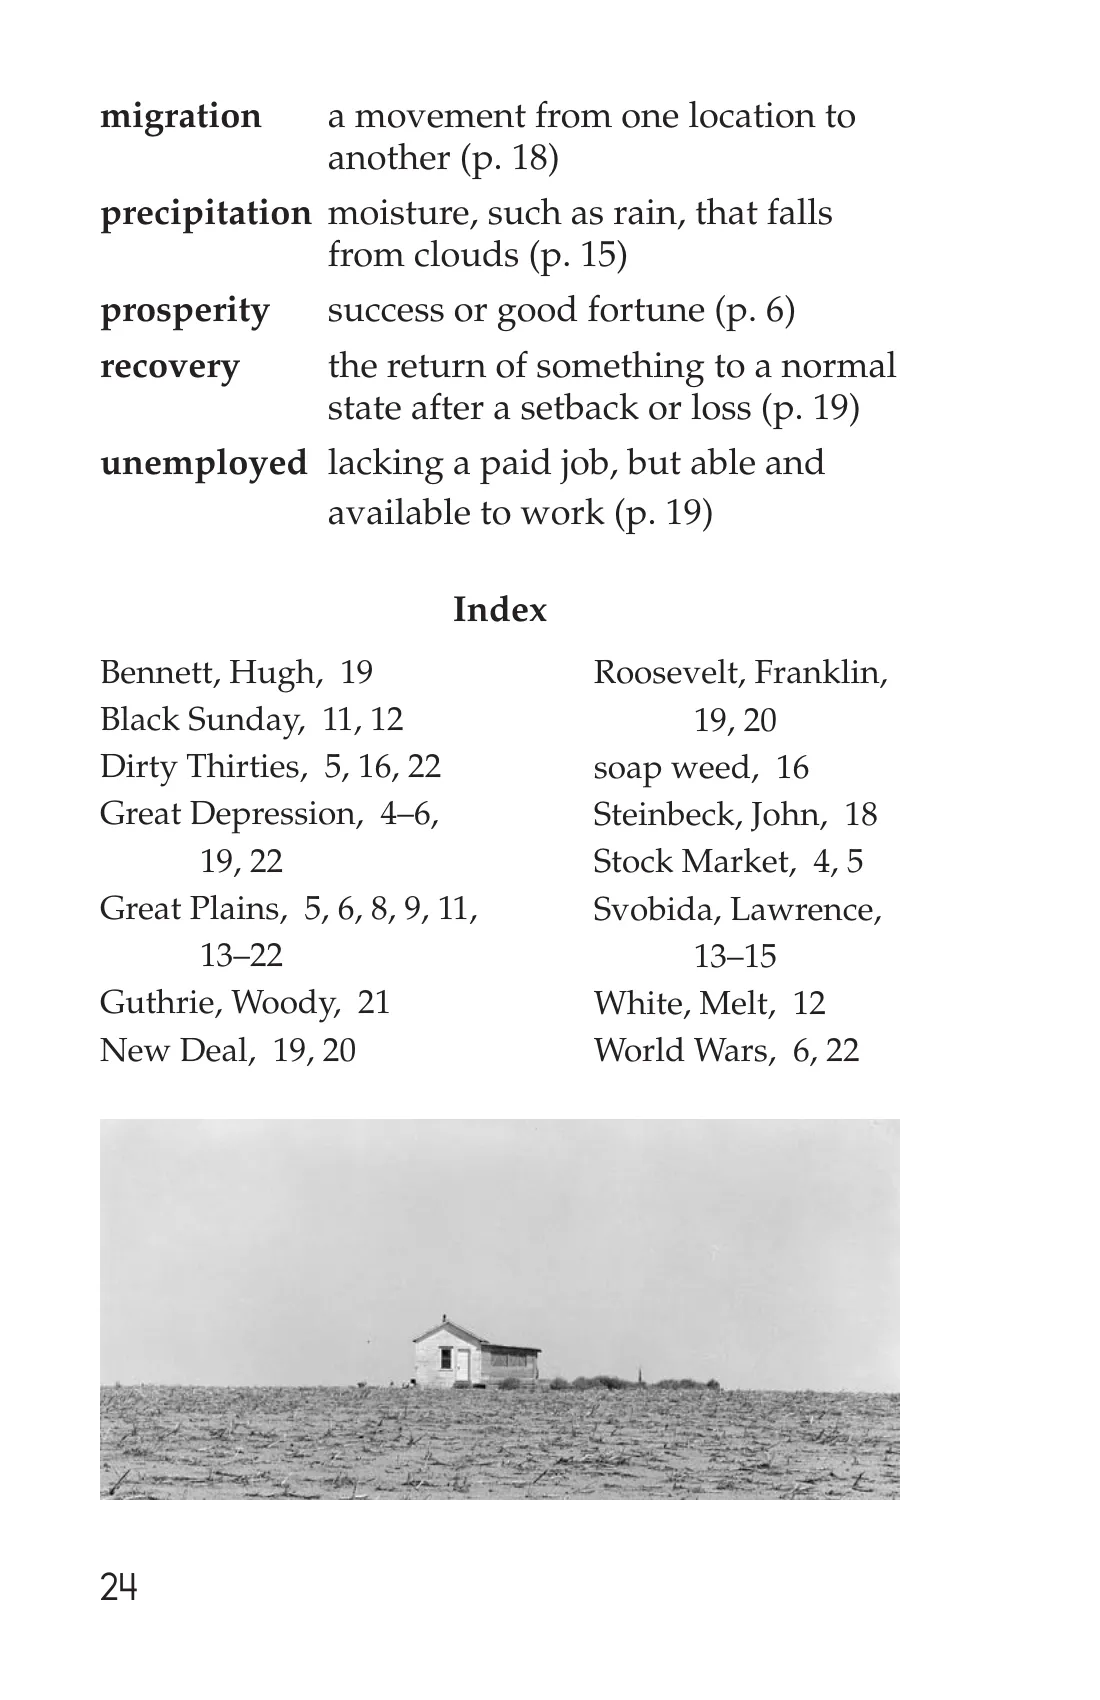 migration a movement from one location to
another (p. 18)
precipitation moisture, such as rain, that falls
from clouds (p. 15)
prosperity success or good fortune (p. 6)
recovery the return of something to a normal
state after a setback or loss (p. 19)
unemployed lacking a paid job, but able and
available to work (p. 19)
Index
Bennett, Hugh, 19
Black Sunday, 11, 12
Dirty Thirties, 5, 16, 22
Great Depression, 4–6,
19, 22
Great Plains, 5, 6, 8, 9, 11,
13–22
Guthrie, Woody, 21
New Deal, 19, 20
Roosevelt, Franklin,
19, 20
soap weed, 16
Steinbeck, John, 18
Stock Market, 4, 5
Svobida, Lawrence,
13–15
White, Melt, 12
World Wars, 6, 22
24